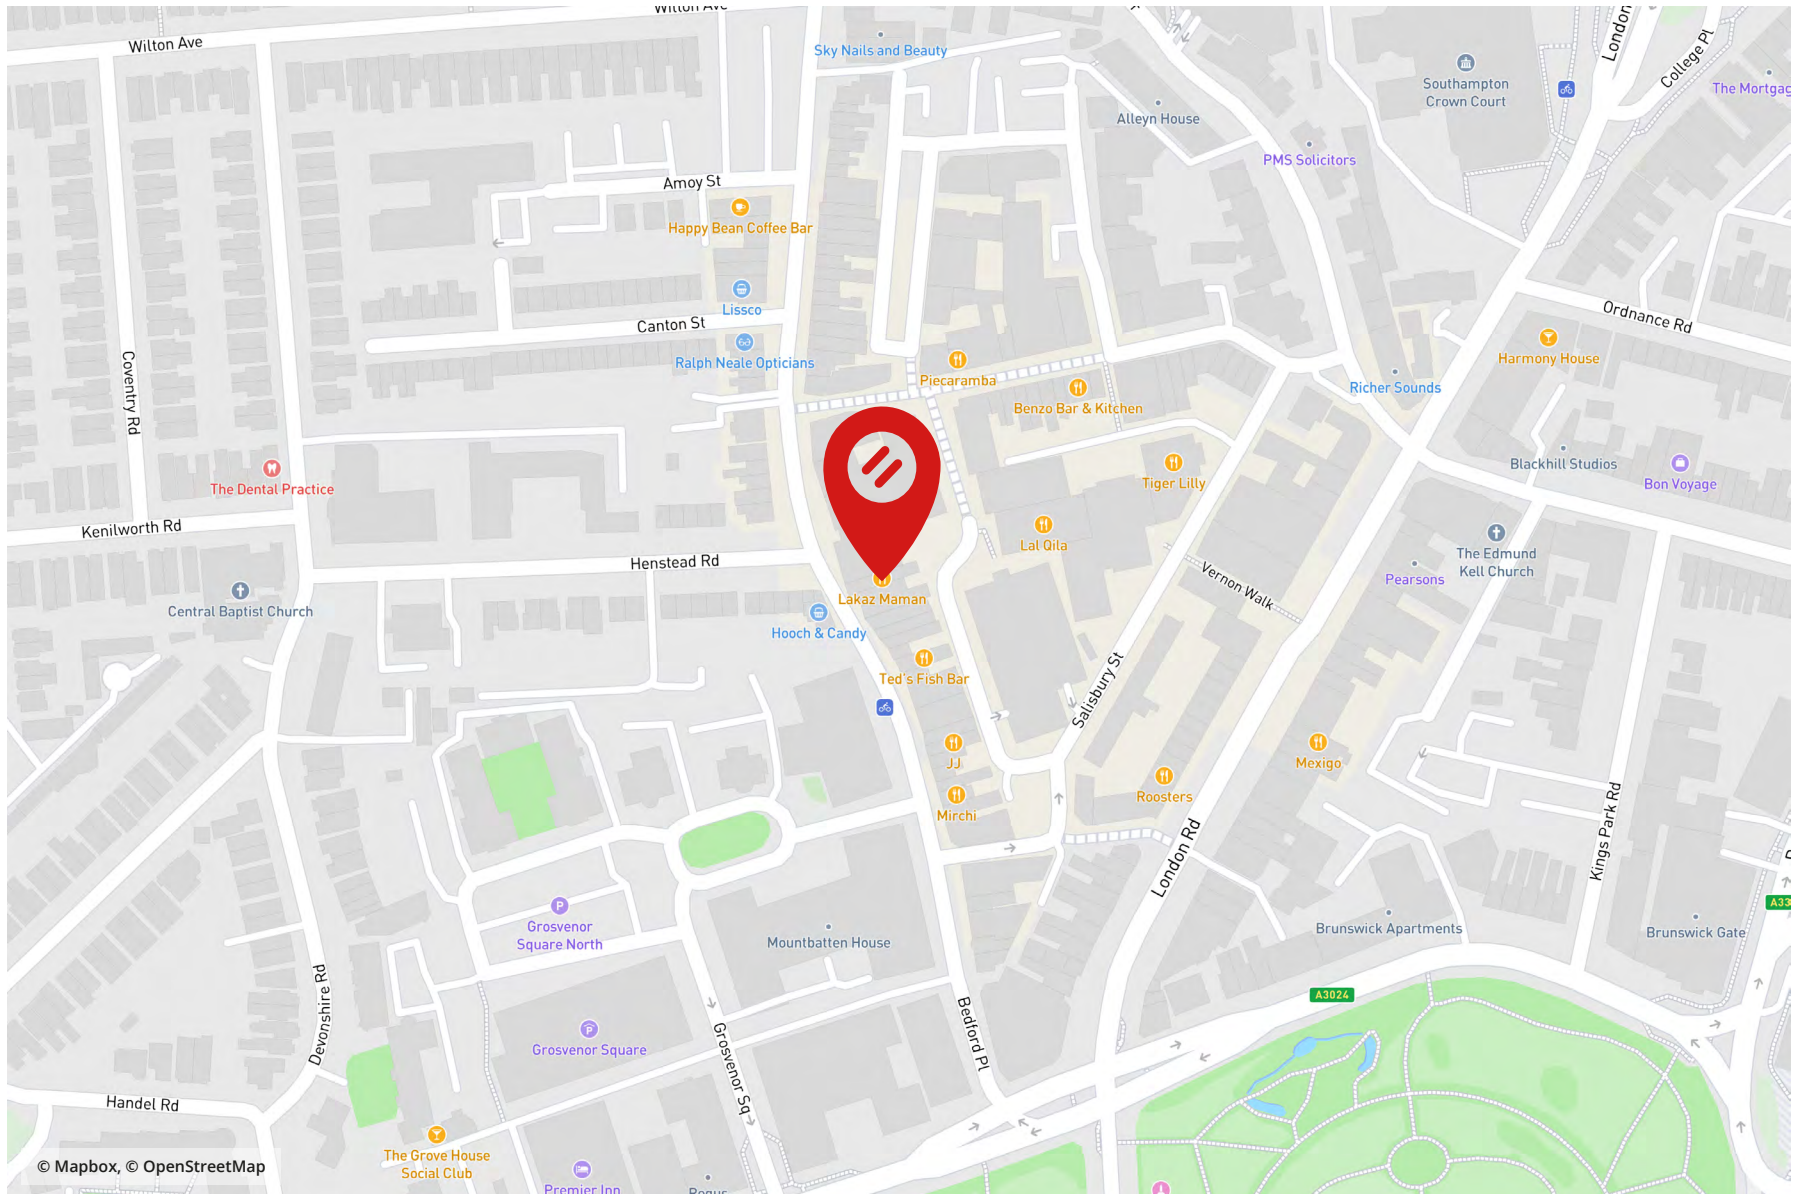 Wilton Ave
Wilton Ave
Sky Nails and Beauty
London
College Pl
Southampton
Crown Court
The Mortgag
Alleyn House
PMS Solicitors
Amoy St
Happy Bean Coffee Bar
Lissco
Canton St
Ralph Neale Opticians
Ordnance Rd
Harmony House
Piecaramba
Richer Sounds
Benzo Bar & Kitchen
Coventry Rd
Blackhill Studios
Bon Voyage
Tiger Lilly
The Dental Practice
Kenilworth Rd
Lal Qila
The Edmund
Kell Church
Henstead Rd
Pearsons
Vernon Walk
Central Baptist Church
Lakaz Maman
Hooch & Candy
Ted's Fish Bar
Salisbury St
JJ
Mexigo
Roosters
Mirchi
Kings Park Rd
London Rd
A33
P
Grosvenor
Square North
Mountbatten House
Brunswick Apartments
Brunswick Gate
A3024
Devonshire Rd
Bedford Pl
P
Grosvenor Square
Grosvenor Sq
Handel Rd
The Grove House
Social Club
© Mapbox, © OpenStreetMap
Premier Inn